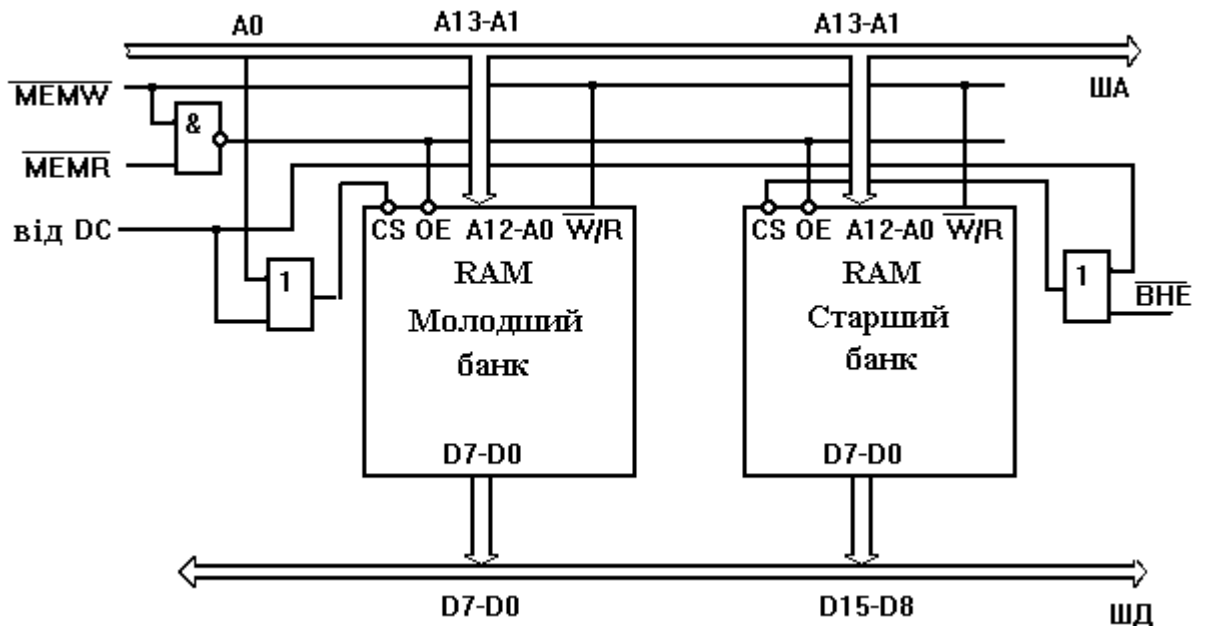 A0 A13-A1 A13-A1
ША
MEMW
&
MEMR
від DC
CS OE A12-A0 W/R
RAM
Молодший
банк
D7-D0
1
CS OE A12-A0 W/R
RAM
Старший
банк
D7-D0
1
BHE
D7-D0 D15-D8
ШД